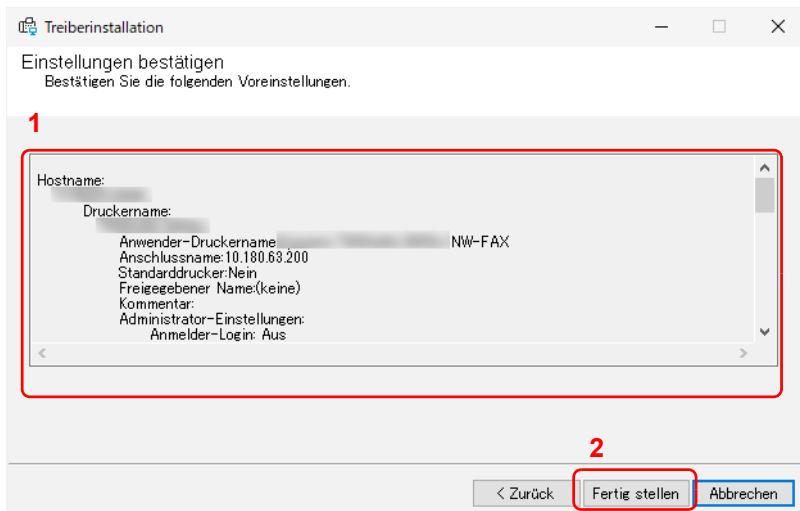 Treiberinstallation
Einstellungen bestätigen
Bestätigen Sie die folgenden Voreinstellungen.
1
Hostname:
Druckername:
Anwender-Druckername NW-FAX
Anschlussname:10.180.63.200
Standarddrucker:Nein
Freigegebener Name:(keine)
Kommentar:
Administrator-Einstellungen:
Anmelder-Login: Aus
2
< Zurück Fertig stellen Abbrechen